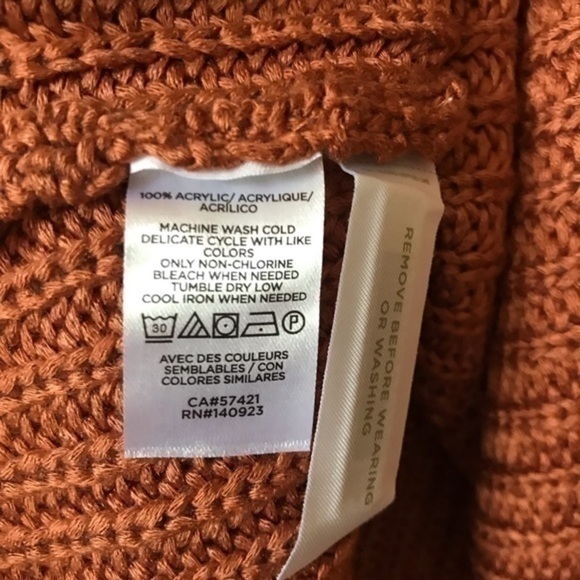 100% ACRYLIC/ ACRYLIQUE/
ACRÍLICO
MACHINE WASH COLD
DELICATE CYCLE WITH LIKE
COLORS
ONLY NON-CHLORINE
BLEACH WHEN NEEDED
TUMBLE DRY LOW
COOL IRON WHEN NEEDED
30 P
AVEC DES COULEURS
SEMBLABLES / CON
COLORES SIMILARES
CA#57421
RN#140923
REMOVE BEFORE WEARING
OR WASHING